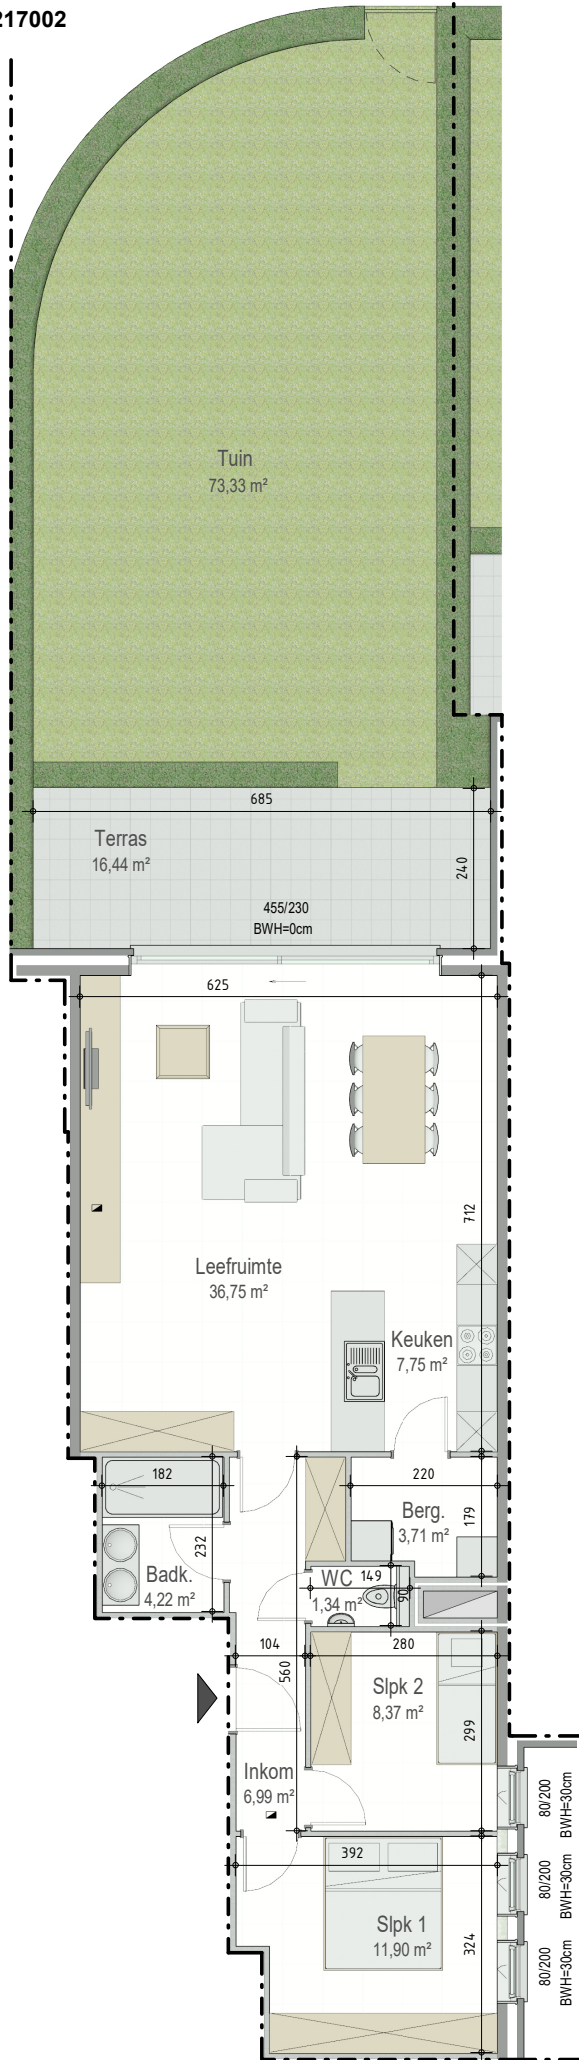 217002
Tuin
73,33 m²
685
Terras
16,44 m²
240
455/230
BWH=0cm
625
712
Leefruimte
36,75 m²
Keuken
7,75 m²
182
220
179
Berg.
3,71 m²
232
Badk.
4,22 m²
WC
149
1,34 m²
90
104
280
560
Slpk 2
8,37 m²
299
Inkom
6,99 m²
80/200
BWH=30cm
392
80/200
BWH=30cm
Slpk 1
11,90 m²
324
80/200
BWH=30cm